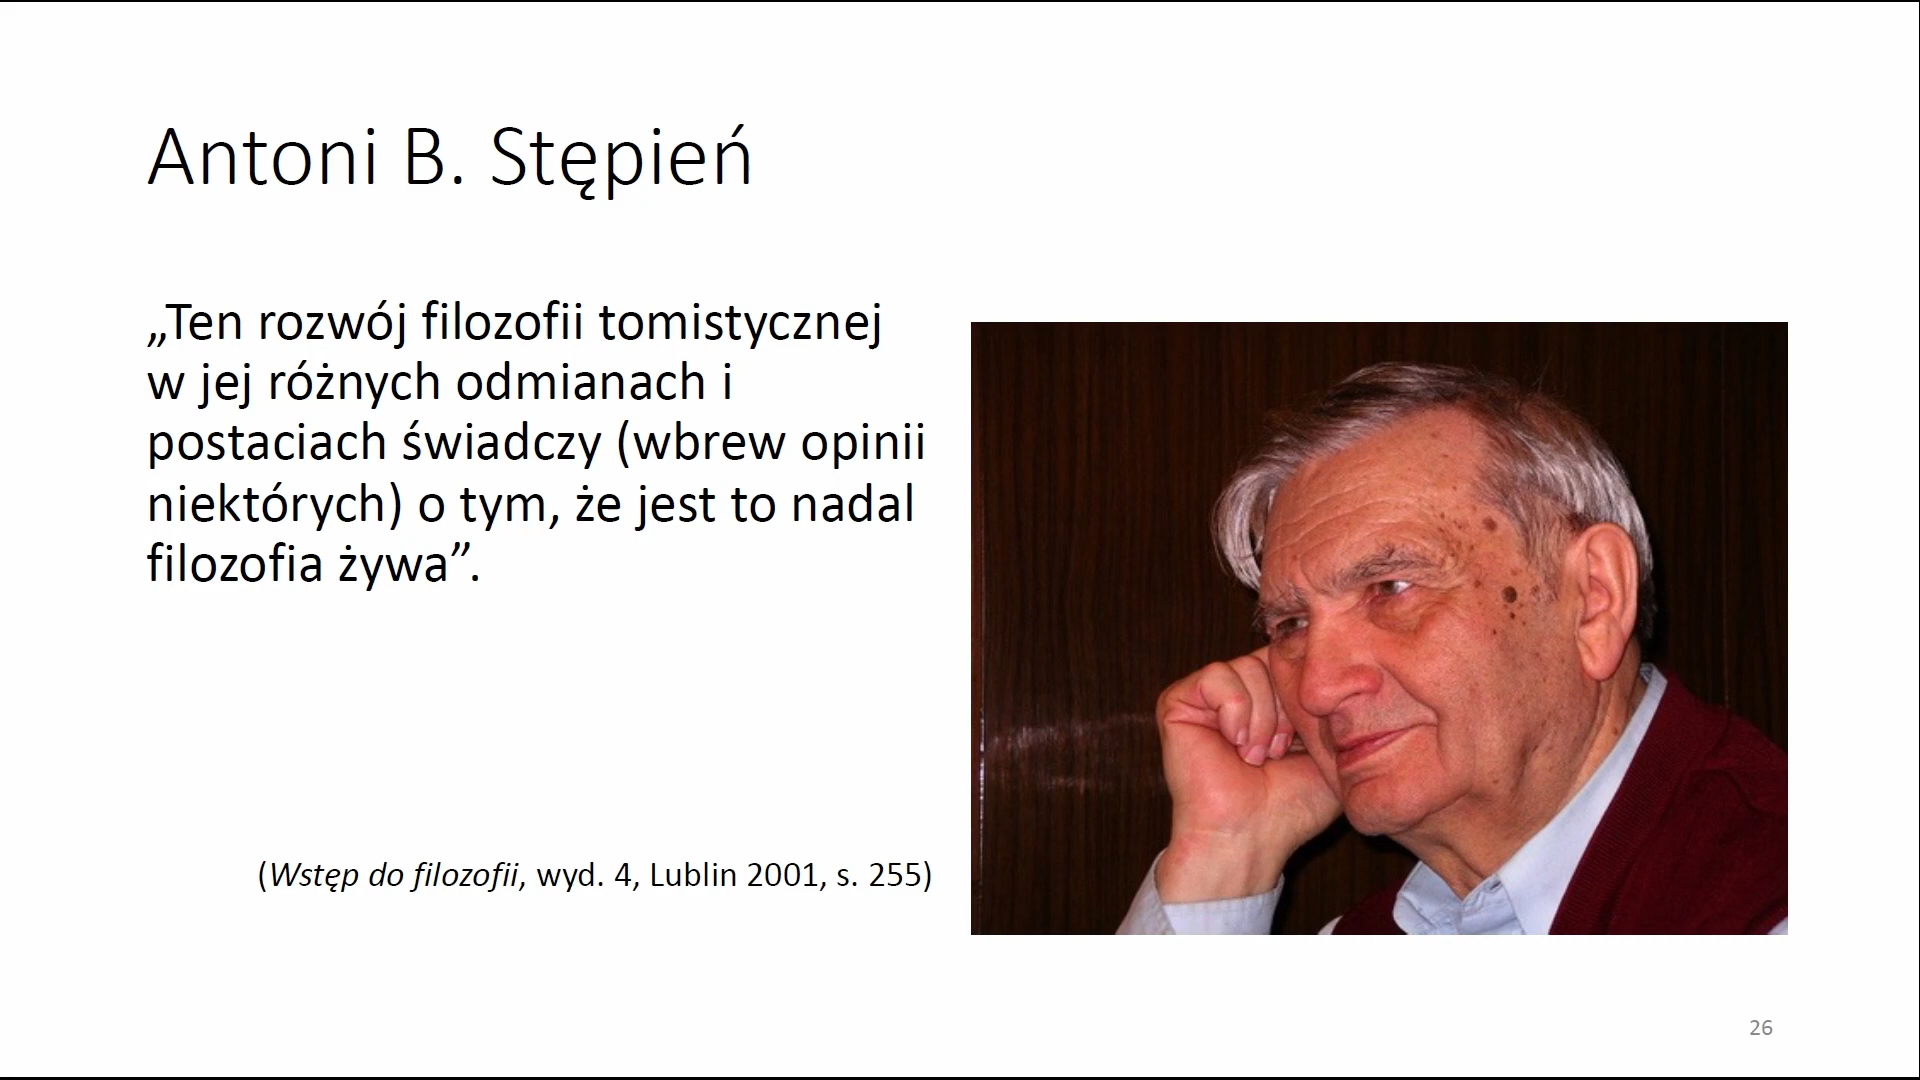 Antoni B. Stępień
„Ten rozwój filozofii tomistycznej
w jej różnych odmianach i
postaciach świadczy (wbrew opinii
niektórych) o tym, że jest to nadal
filozofia żywa”.
(Wstęp do filozofii, wyd. 4, Lublin 2001, s. 255)
26